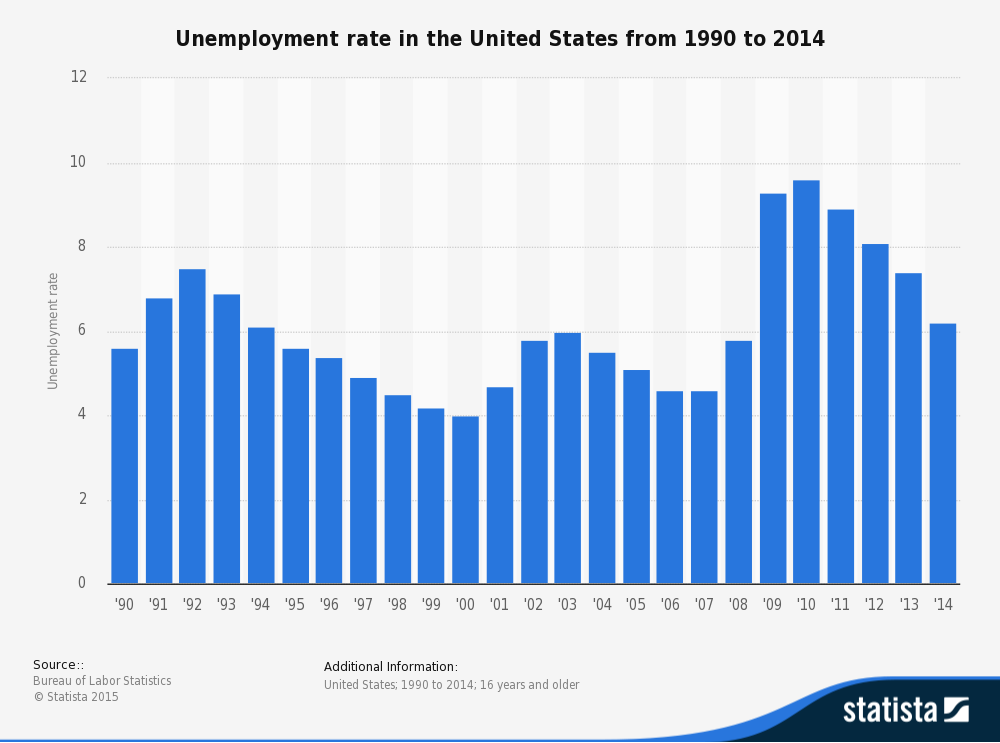 Unemployment rate in the United States from 1990 to 2014
12
10
8
6
4
2
0
Unemployment rate
'90 '91 '92 '93 '94 '95 '96 '97 '98 '99 '00 '01 '02 '03 '04 '05 '06 '07 '08 '09 '10 '11 '12 '13 '14
Source::
Bureau of Labor Statistics
© Statista 2015
Additional Information:
United States; 1990 to 2014; 16 years and older
statista